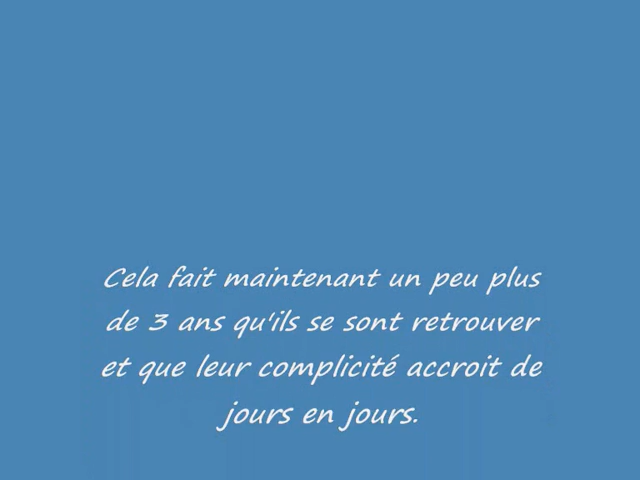 Cela fait maintenant un peu plus
de 3 ans qu'ils se sont retrouver
et que leur complicité accroit de
jours en jours.